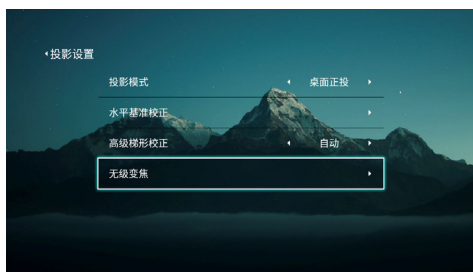 投影设置
投影模式 桌面正投
水平基准校正
高级梯形校正 自动
无级变焦